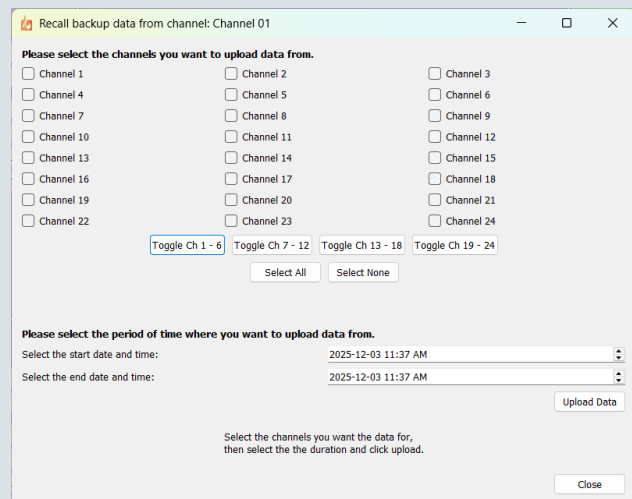 Recall backup data from channel: Channel 01
Please select the channels you want to upload data from.
Channel 1 Channel 2 Channel 3
Channel 4 Channel 5 Channel 6
Channel 7 Channel 8 Channel 9
Channel 10 Channel 11 Channel 12
Channel 13 Channel 14 Channel 15
Channel 16 Channel 17 Channel 18
Channel 19 Channel 20 Channel 21
Channel 22 Channel 23 Channel 24
Toggle Ch 1 - 6 Toggle Ch 7 - 12 Toggle Ch 13 - 18 Toggle Ch 19 - 24
Select All Select None
Please select the period of time where you want to upload data from.
Select the start date and time: 2025-12-03 11:37 AM
Select the end date and time: 2025-12-03 11:37 AM
Upload Data
Select the channels you want the data for,
then select the the duration and click upload.
Close